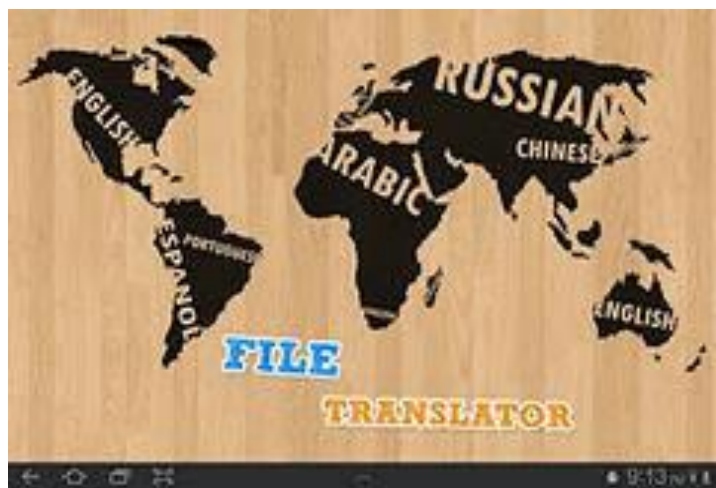 ENGLISH
RUSSIAN
CHINESE
ARABIC
ESPANOL
PORTUGUESE
ENGLISH
FILE
TRANSLATOR
9:13